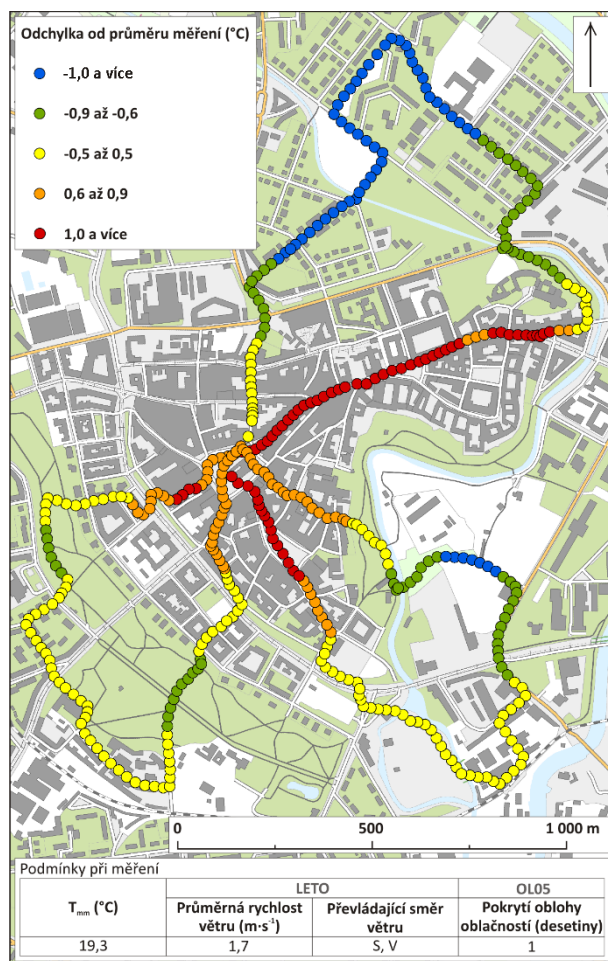 Odchylka od průměru měření (°C)
-1,0 a více
-0,9 až -0,6
-0,5 až 0,5
0,6 až 0,9
1,0 a více
0 500 1 000 m
Podmínky při měření
LETO OL05
Tmm (°C) Průměrná rychlost větru (m·s-1) Převládající směr větru Pokrytí oblohy oblačností (desetiny)
19,3 1,7 S, V 1